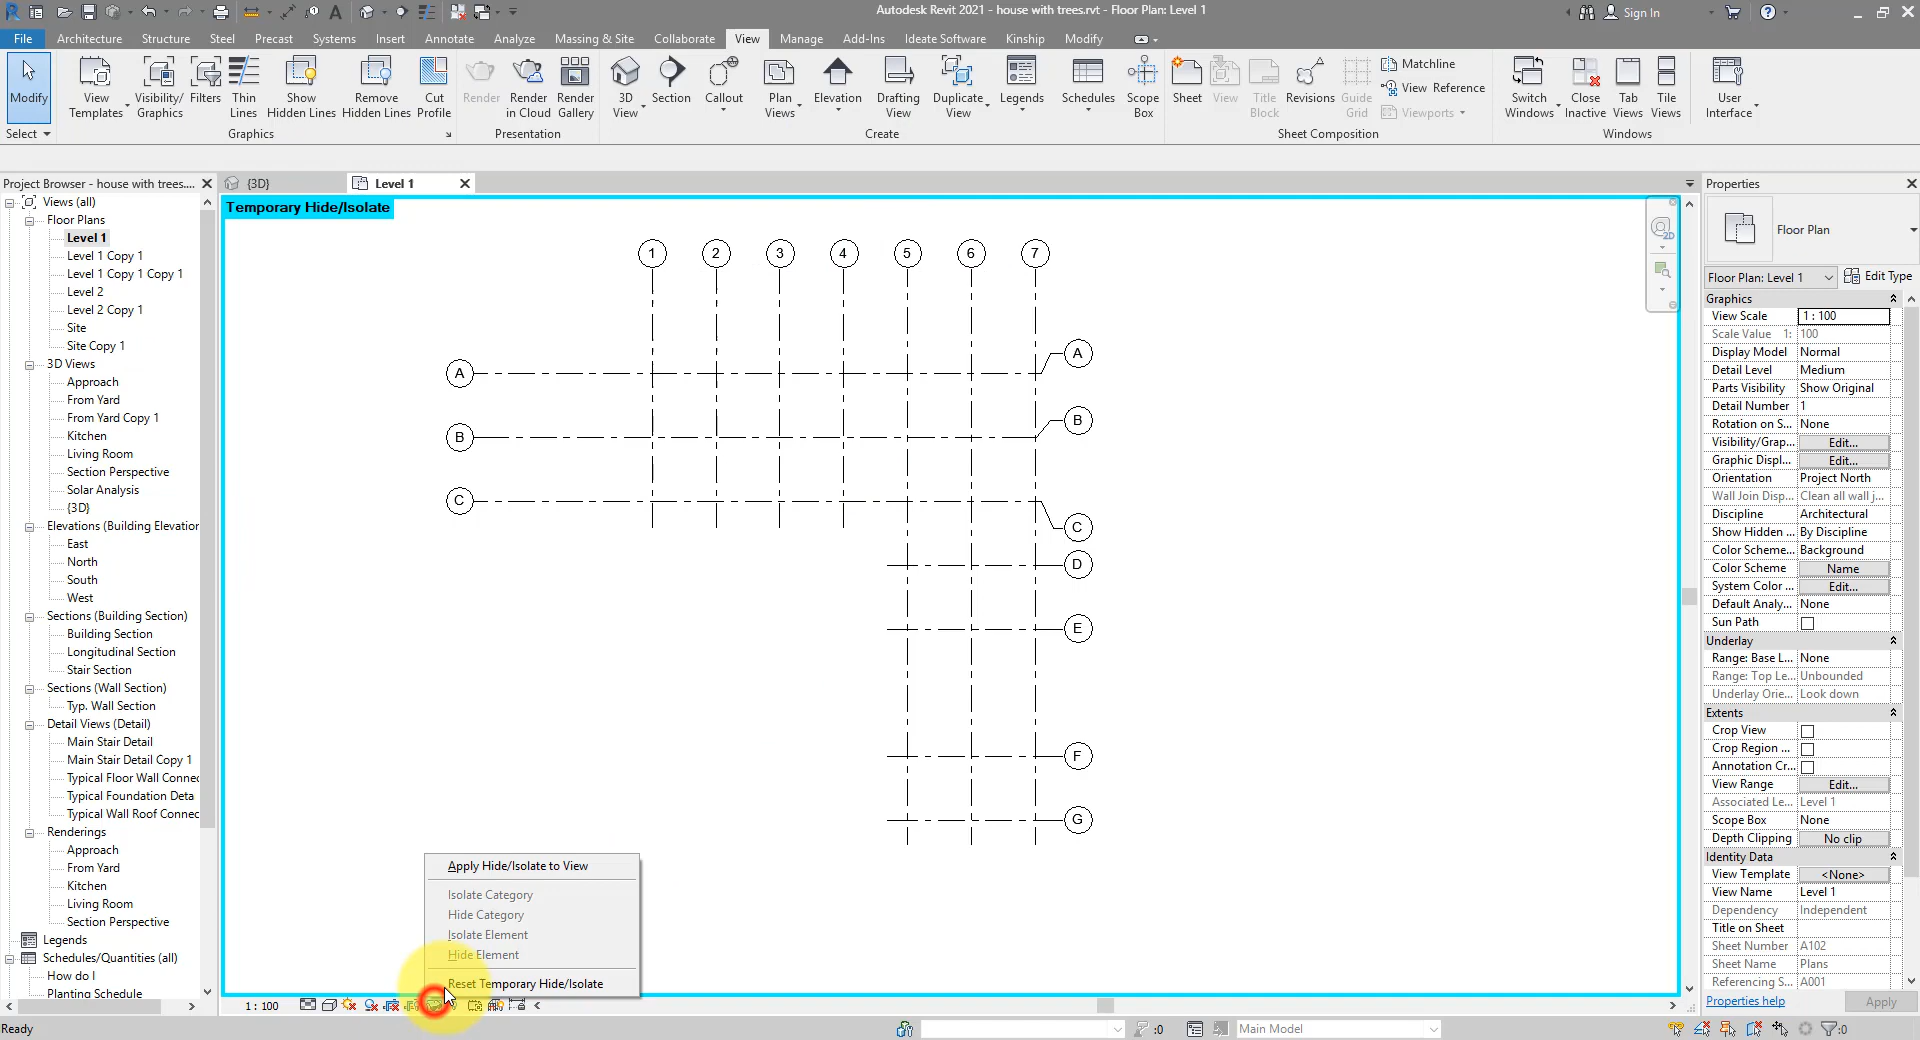 Autodesk Revit 2021 - house with trees.rvt - Floor Plan: Level 1
Sign In
File Architecture Structure Steel Precast Systems Insert Annotate Analyze Massing & Site Collaborate View Manage Add-Ins Ideate Software Kinship Modify
Modify
View Templates
Visibility/ Graphics
Filters
Thin Lines
Show Hidden Lines
Remove Hidden Lines
Cut Profile
Render
Render in Cloud
Render Gallery
3D View
Section
Callout
Plan Views
Elevation
Drafting View
Duplicate View
Legends
Schedules
Scope Box
Sheet
View
Title Block
Revisions
Guide Grid
Matchline
View Reference
Viewports
Switch Windows
Close Inactive
Tab Views
Tile Views
User Interface
Select Graphics Presentation Create Sheet Composition Windows
Project Browser - house with trees....
{3D}
Level 1
Properties
Views (all)
Floor Plans
Level 1
Level 1 Copy 1
Level 1 Copy 1 Copy 1
Level 2
Level 2 Copy 1
Site
Site Copy 1
3D Views
Approach
From Yard
From Yard Copy 1
Kitchen
Living Room
Section Perspective
Solar Analysis
{3D}
Elevations (Building Elevation
East
North
South
West
Sections (Building Section)
Building Section
Longitudinal Section
Stair Section
Sections (Wall Section)
Typ. Wall Section
Detail Views (Detail)
Main Stair Detail
Main Stair Detail Copy 1
Typical Floor Wall Connec
Typical Foundation Deta
Typical Wall Roof Connec
Renderings
Approach
From Yard
Kitchen
Living Room
Section Perspective
Legends
Schedules/Quantities (all)
How do I
Planting Schedule
Temporary Hide/Isolate
1 2 3 4 5 6 7
A A
B B
C C
D
E
F
G
2D
Apply Hide/Isolate to View
Isolate Category
Hide Category
Isolate Element
Hide Element
Reset Temporary Hide/Isolate
1 : 100
Floor Plan
Floor Plan: Level 1 Edit Type
Graphics
View Scale 1 : 100
Scale Value 1: 100
Display Model Normal
Detail Level Medium
Parts Visibility Show Original
Detail Number 1
Rotation on S... None
Visibility/Grap... Edit...
Graphic Displ... Edit...
Orientation Project North
Wall Join Disp... Clean all wall j...
Discipline Architectural
Show Hidden ... By Discipline
Color Scheme... Background
Color Scheme Name
System Color ... Edit...
Default Analy... None
Sun Path
Underlay
Range: Base L... None
Range: Top Le... Unbounded
Underlay Orie... Look down
Extents
Crop View
Crop Region ...
Annotation Cr...
View Range Edit...
Associated Le... Level 1
Scope Box None
Depth Clipping No clip
Identity Data
View Template <None>
View Name Level 1
Dependency Independent
Title on Sheet
Sheet Number A102
Sheet Name Plans
Referencing S... A001
Properties help Apply
Ready :0 Main Model :0